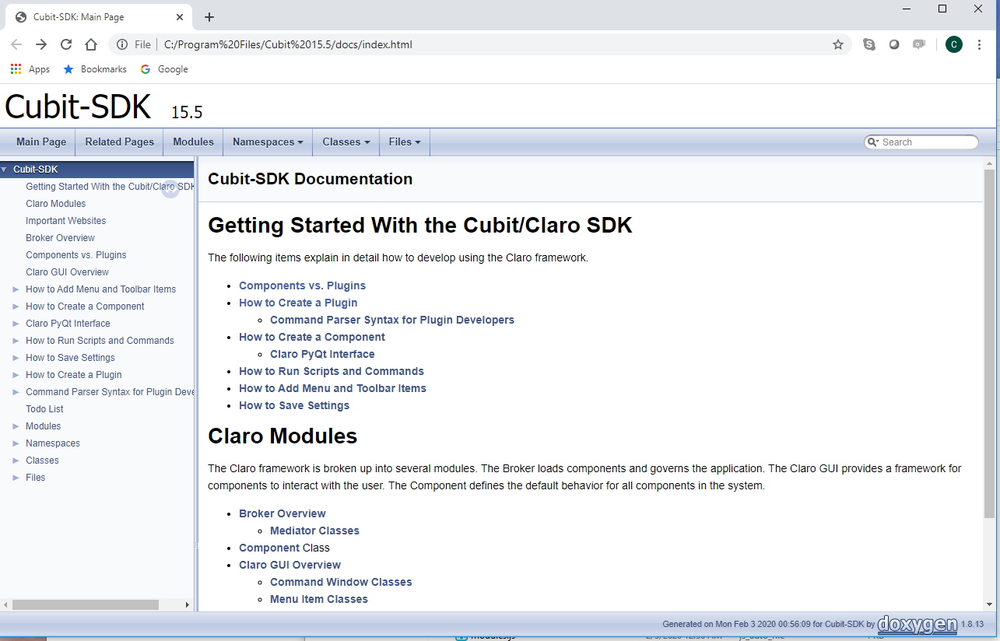 Cubit-SDK: Main Page
File
C:/Program%20Files/Cubit%2015.5/docs/index.html
C
Apps Bookmarks Google
Cubit-SDK 15.5
Main Page Related Pages Modules Namespaces Classes Files
Search
Cubit-SDK
Getting Started With the Cubit/Claro SDK
Claro Modules
Important Websites
Broker Overview
Components vs. Plugins
Claro GUI Overview
How to Add Menu and Toolbar Items
How to Create a Component
Claro PyQt Interface
How to Run Scripts and Commands
How to Save Settings
How to Create a Plugin
Command Parser Syntax for Plugin Deve
Todo List
Modules
Namespaces
Classes
Files
Cubit-SDK Documentation
Getting Started With the Cubit/Claro SDK
The following items explain in detail how to develop using the Claro framework.
Components vs. Plugins
How to Create a Plugin
Command Parser Syntax for Plugin Developers
How to Create a Component
Claro PyQt Interface
How to Run Scripts and Commands
How to Add Menu and Toolbar Items
How to Save Settings
Claro Modules
The Claro framework is broken up into several modules. The Broker loads components and governs the application. The Claro GUI provides a framework for
components to interact with the user. The Component defines the default behavior for all components in the system.
Broker Overview
Mediator Classes
Component Class
Claro GUI Overview
Command Window Classes
Menu Item Classes
Generated on Mon Feb 3 2020 00:56:09 for Cubit-SDK by doxygen 1.8.13